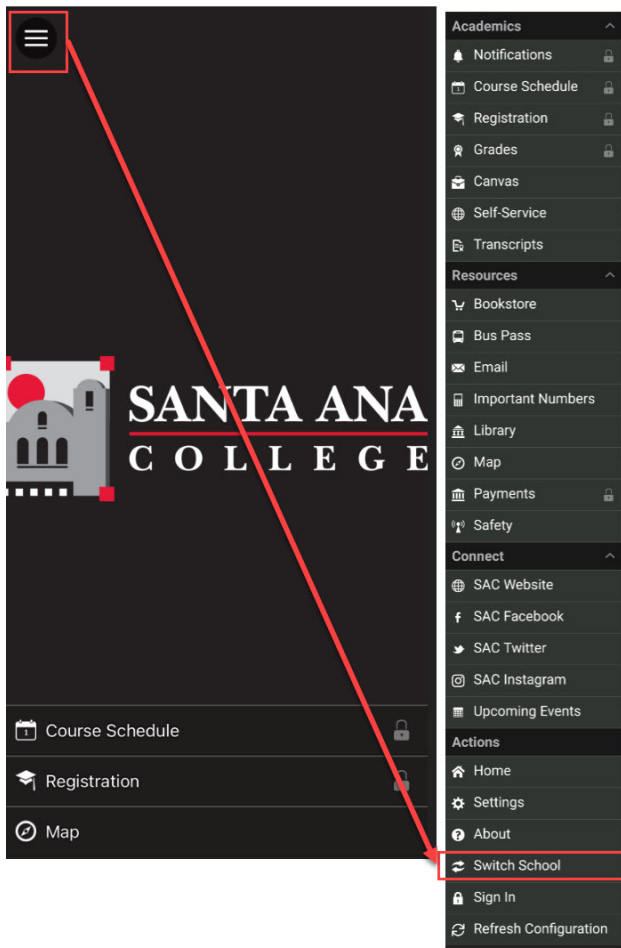 SANTA ANA
COLLEGE
Course Schedule
Registration
Map
Academics
Notifications
Course Schedule
Registration
Grades
Canvas
Self-Service
Transcripts
Resources
Bookstore
Bus Pass
Email
Important Numbers
Library
Map
Payments
Safety
Connect
SAC Website
SAC Facebook
SAC Twitter
SAC Instagram
Upcoming Events
Actions
Home
Settings
About
Switch School
Sign In
Refresh Configuration